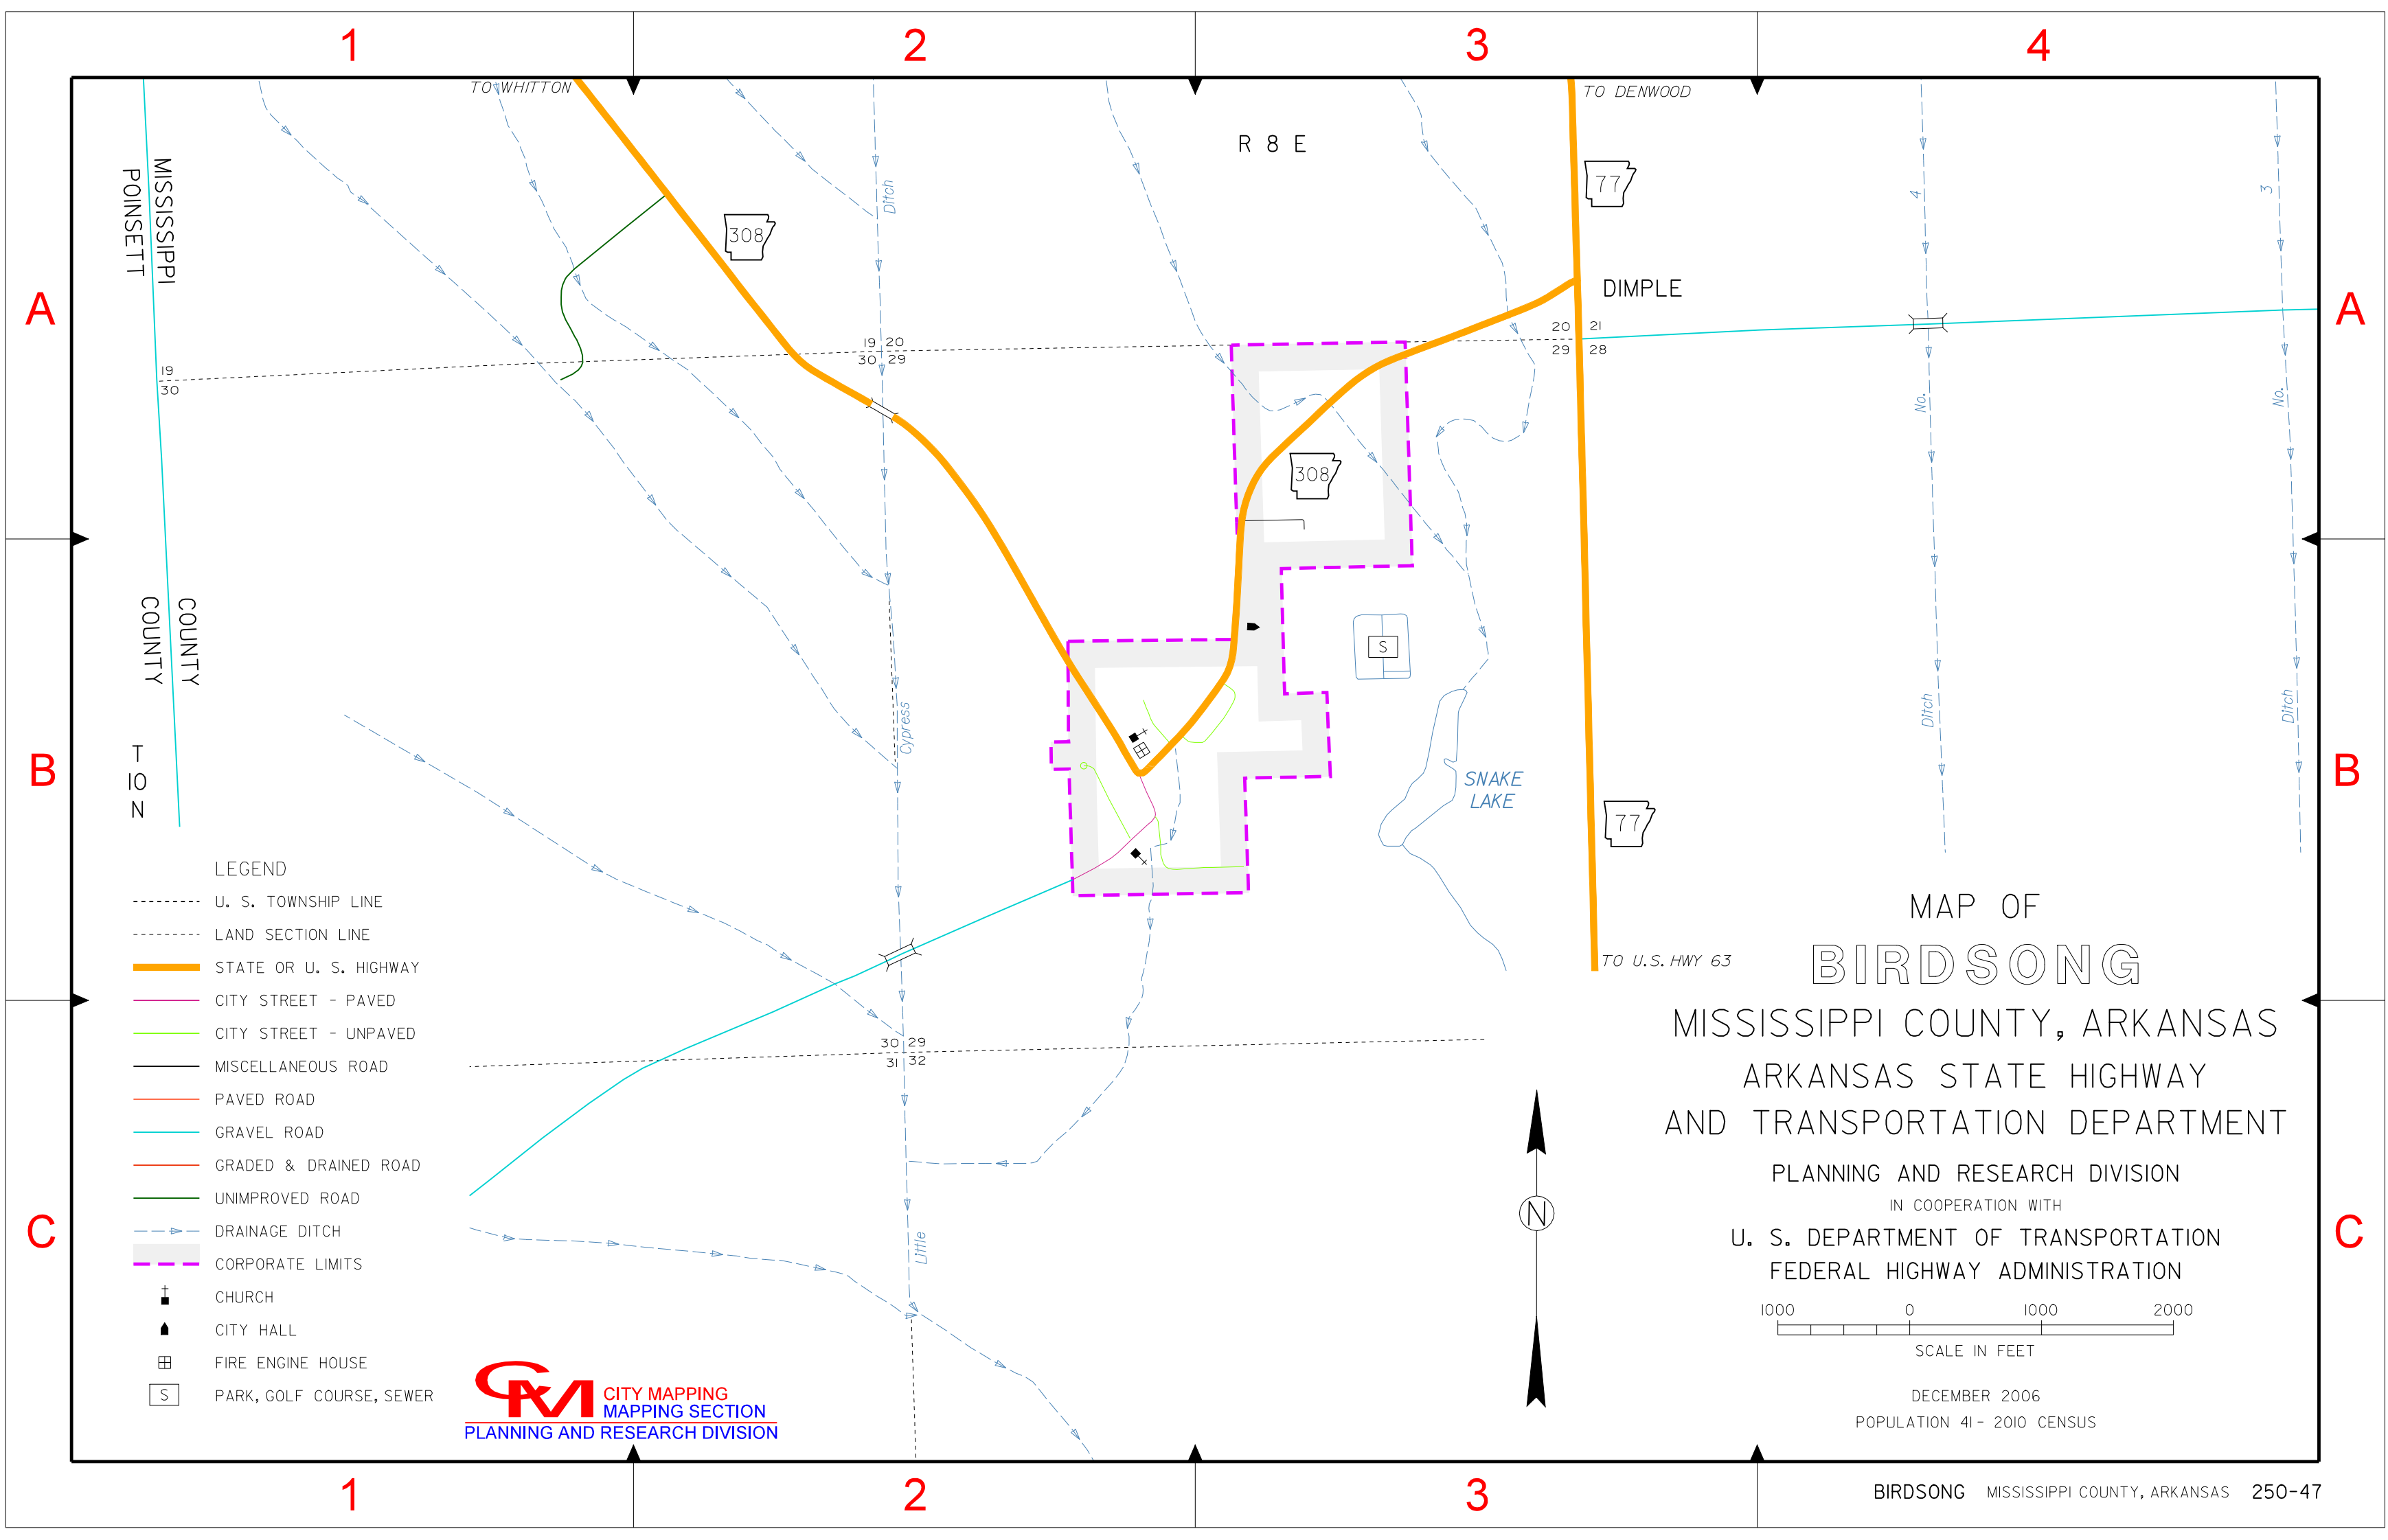 1
2
3
4
TO WHITTON
TO DENWOOD
R 8 E
MISSISSIPPI
POINSETT
Ditch
77
4
3
308
DIMPLE
A
A
19 20
30 29
20 21
29 28
19
30
No.
No.
308
COUNTY
COUNTY
S
Cypress
Ditch
Ditch
T
10
N
B
B
SNAKE
LAKE
77
LEGEND
U. S. TOWNSHIP LINE
LAND SECTION LINE
STATE OR U. S. HIGHWAY
CITY STREET - PAVED
CITY STREET - UNPAVED
MISCELLANEOUS ROAD
PAVED ROAD
GRAVEL ROAD
GRADED & DRAINED ROAD
UNIMPROVED ROAD
DRAINAGE DITCH
CORPORATE LIMITS
CHURCH
CITY HALL
FIRE ENGINE HOUSE
S PARK, GOLF COURSE, SEWER
TO U.S. HWY 63
30 29
31 32
Little
C
C
N
MAP OF
BIRDSONG
MISSISSIPPI COUNTY, ARKANSAS
ARKANSAS STATE HIGHWAY
AND TRANSPORTATION DEPARTMENT
PLANNING AND RESEARCH DIVISION
IN COOPERATION WITH
U. S. DEPARTMENT OF TRANSPORTATION
FEDERAL HIGHWAY ADMINISTRATION
1000 0 1000 2000
SCALE IN FEET
DECEMBER 2006
POPULATION 41 - 2010 CENSUS
CM
CITY MAPPING
MAPPING SECTION
PLANNING AND RESEARCH DIVISION
1
2
3
BIRDSONG MISSISSIPPI COUNTY, ARKANSAS 250-47